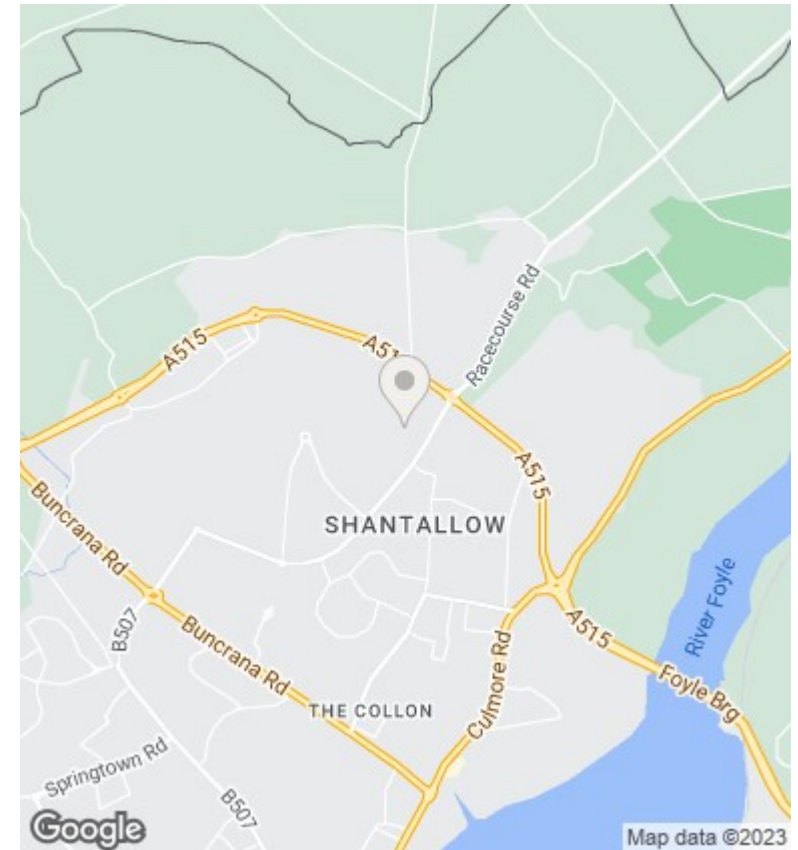 Racecourse Rd
A515
A515
SHANTALLOW
A515
Buncrana Rd
River Foyle
B507
Buncrana Rd
A515
Culmore Rd
Foyle Brg
THE COLLON
Springtown Rd
B507
Google
Map data ©2023